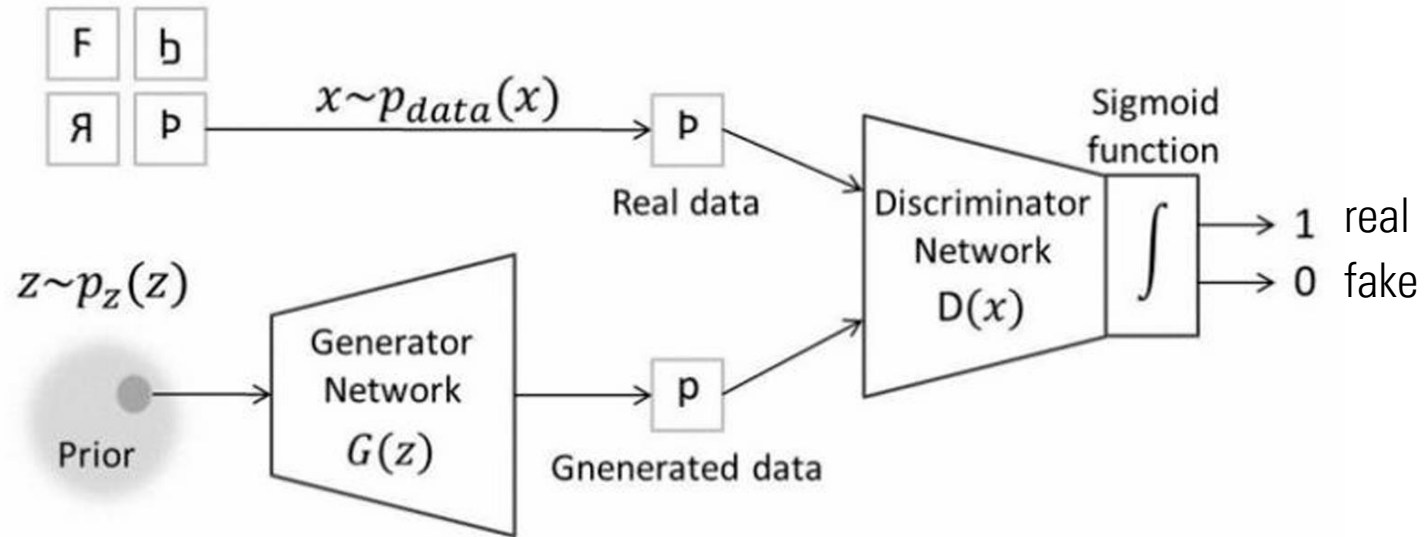 F ђ
Я Þ
x~p_data(x)
Þ
Real data
Sigmoid
function
Discriminator
Network
D(x)
∫
1 real
0 fake
z~p_z(z)
Prior
Generator
Network
G(z)
p
Gnenerated data